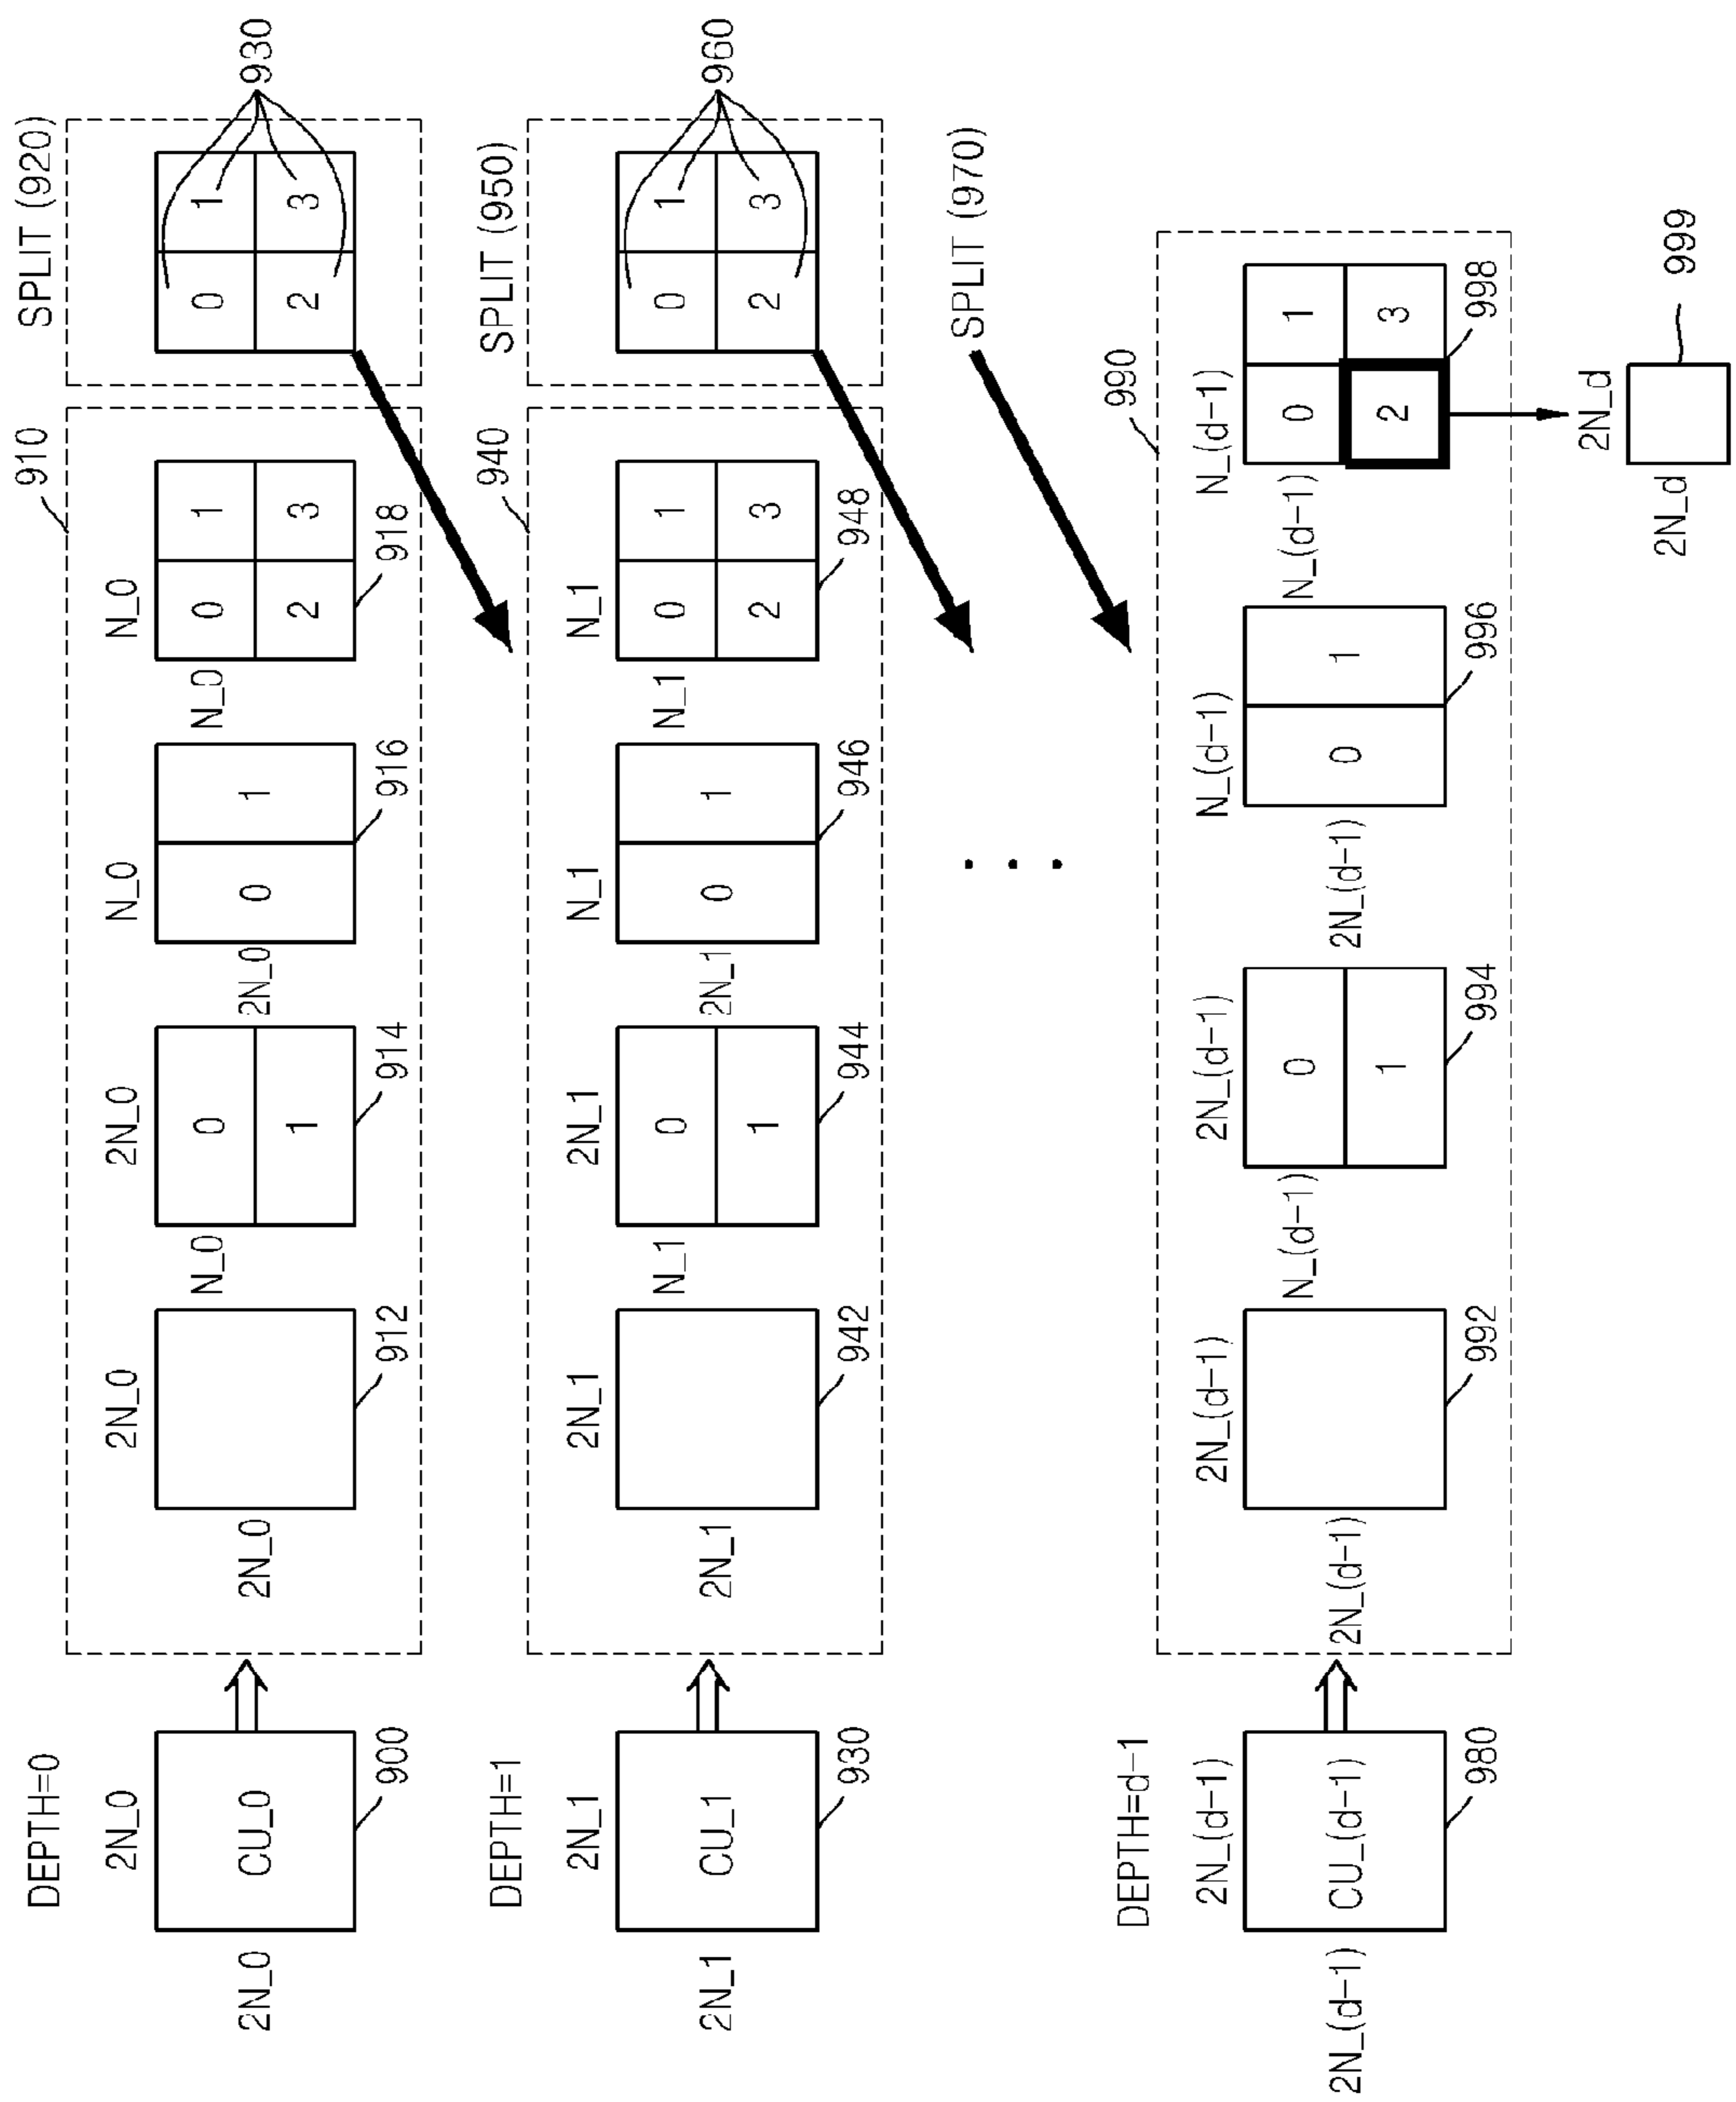 DEPTH=0
2N_0
2N_0
CU_0
900
910
2N_0
2N_0
912
2N_0
N_0
0
1
914
N_0
2N_0
0
1
916
N_0
N_0
0
1
2
3
918
SPLIT (920)
0
1
2
3
930
DEPTH=1
2N_1
2N_1
CU_1
930
940
2N_1
2N_1
942
2N_1
N_1
0
1
944
N_1
2N_1
0
1
946
N_1
N_1
0
1
2
3
948
SPLIT (950)
0
1
2
3
960
SPLIT (970)
. . .
DEPTH=d-1
2N_(d-1)
2N_(d-1)
CU_(d-1)
980
990
2N_(d-1)
2N_(d-1)
992
2N_(d-1)
N_(d-1)
0
1
994
N_(d-1)
2N_(d-1)
0
1
996
N_(d-1)
N_(d-1)
0
1
2
3
998
2N_d
2N_d
999